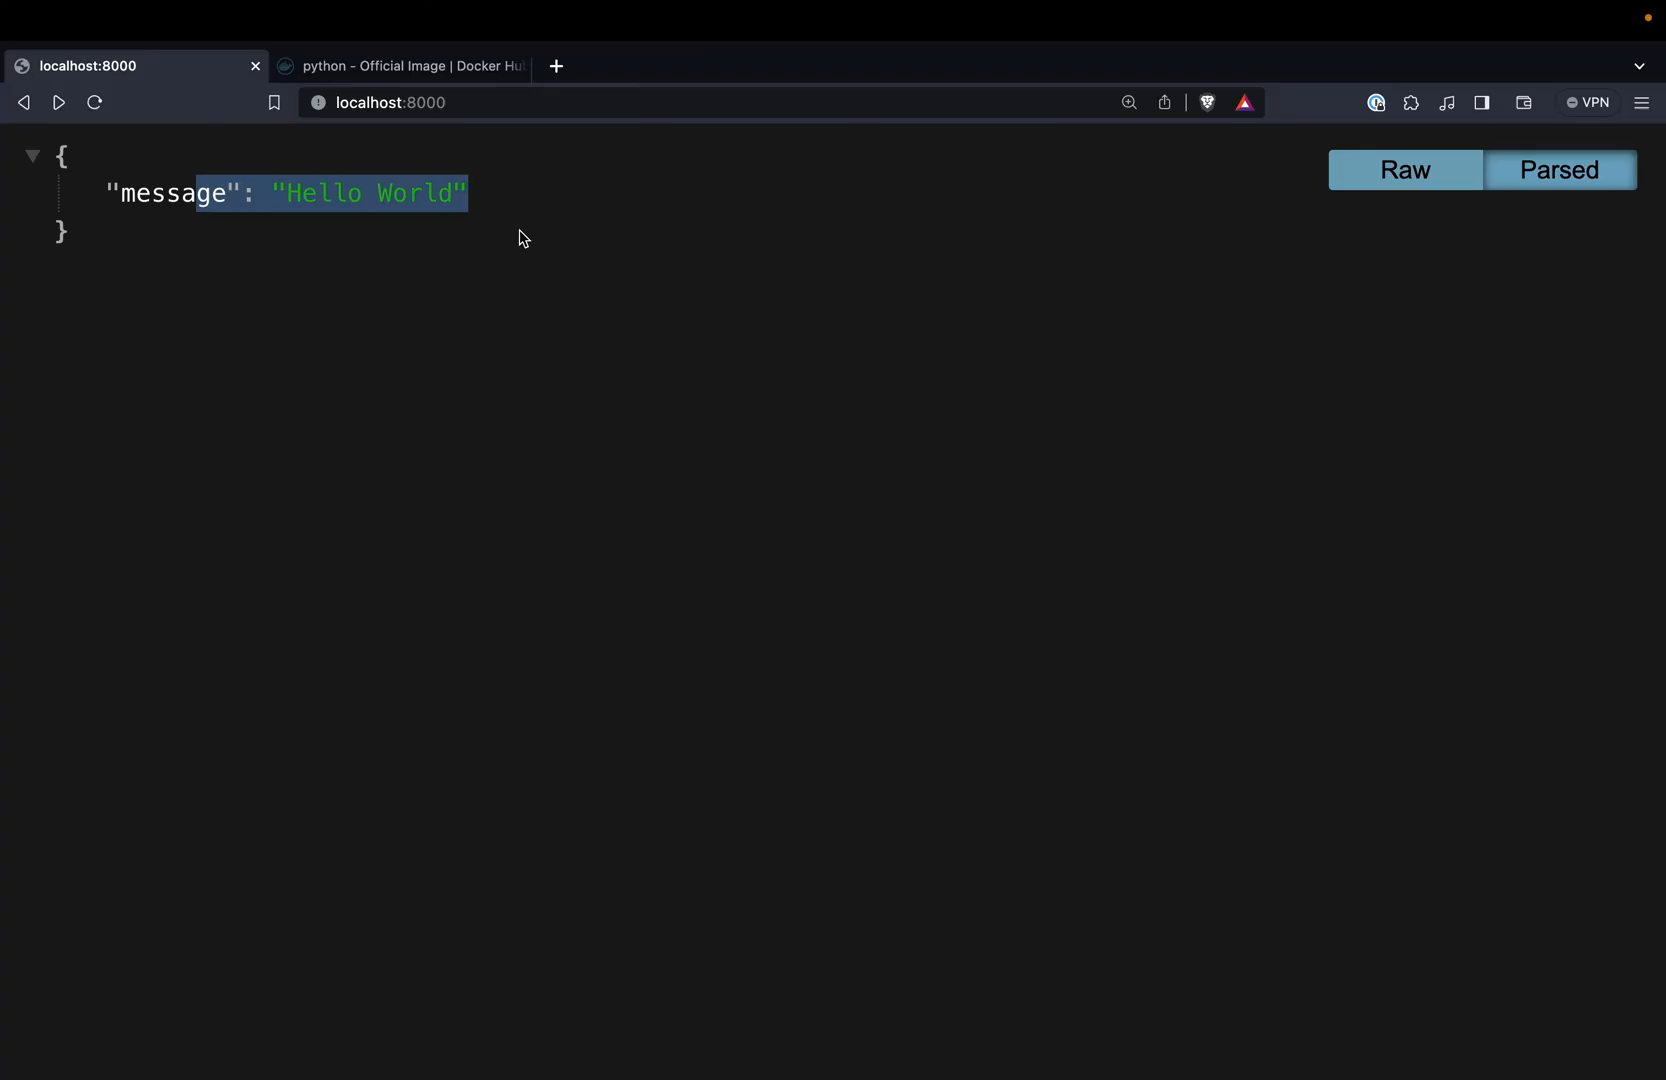 localhost:8000
python - Official Image | Docker Hu
localhost:8000
VPN
{
"message": "Hello World"
}
Raw
Parsed